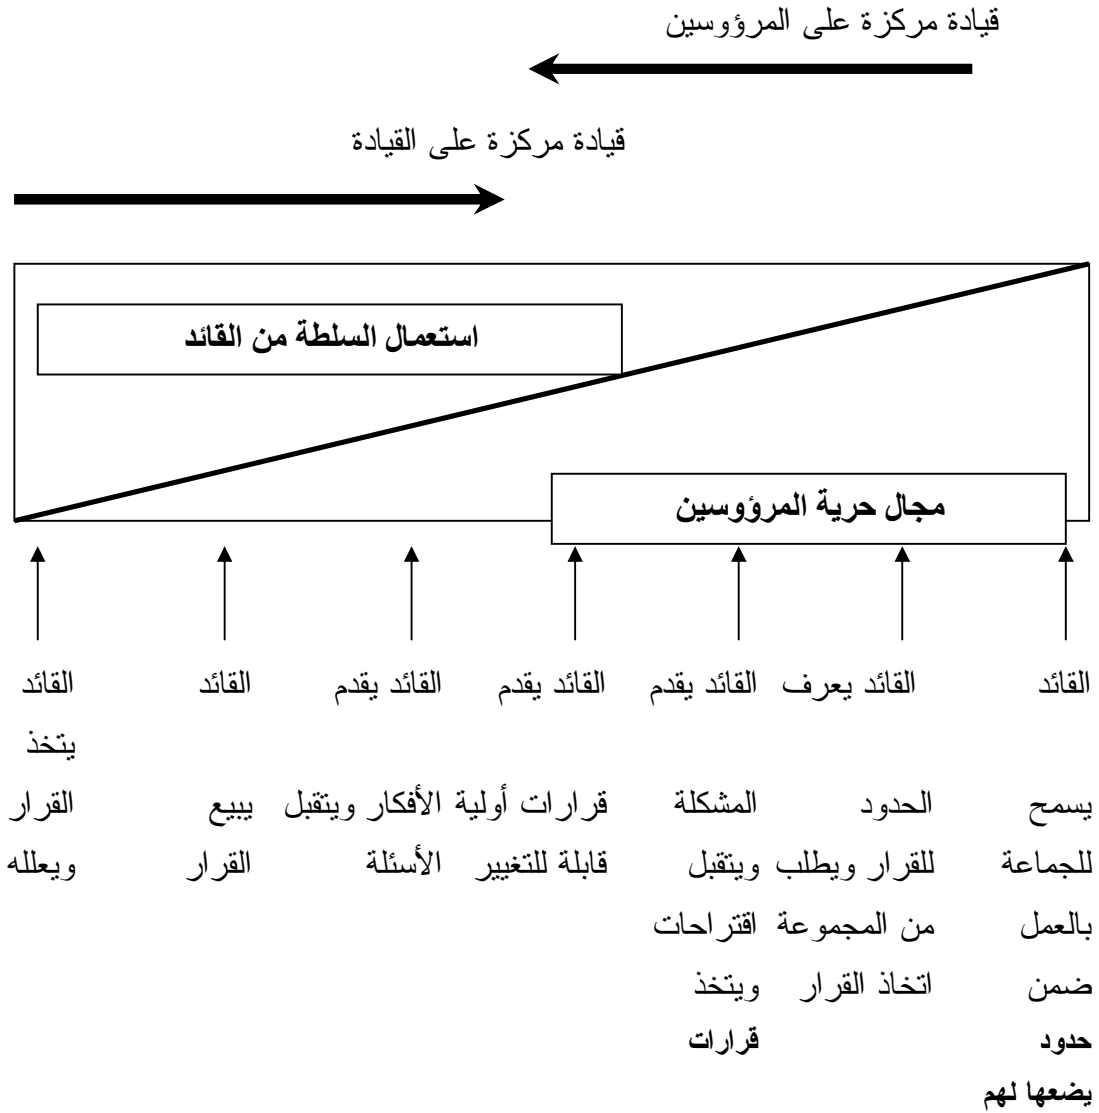 قيادة مركزة على المرؤوسين
قيادة مركزة على القيادة
استعمال السلطة من القائد
مجال حرية المرؤوسين
القائد
يسمح
للجماعة
بالعمل
ضمن
حدود
يضعها لهم
القائد يعرف
الحدود
للقرار ويطلب
من المجموعة
اتخاذ القرار
القائد يقدم
المشكلة
ويتقبل
اقتراحات
ويتخذ
قرارات
القائد يقدم
قرارات أولية
قابلة للتغيير
القائد يقدم
الأفكار ويتقبل
الأسئلة
القائد
يبيع
القرار
القائد
يتخذ
القرار
ويعلله